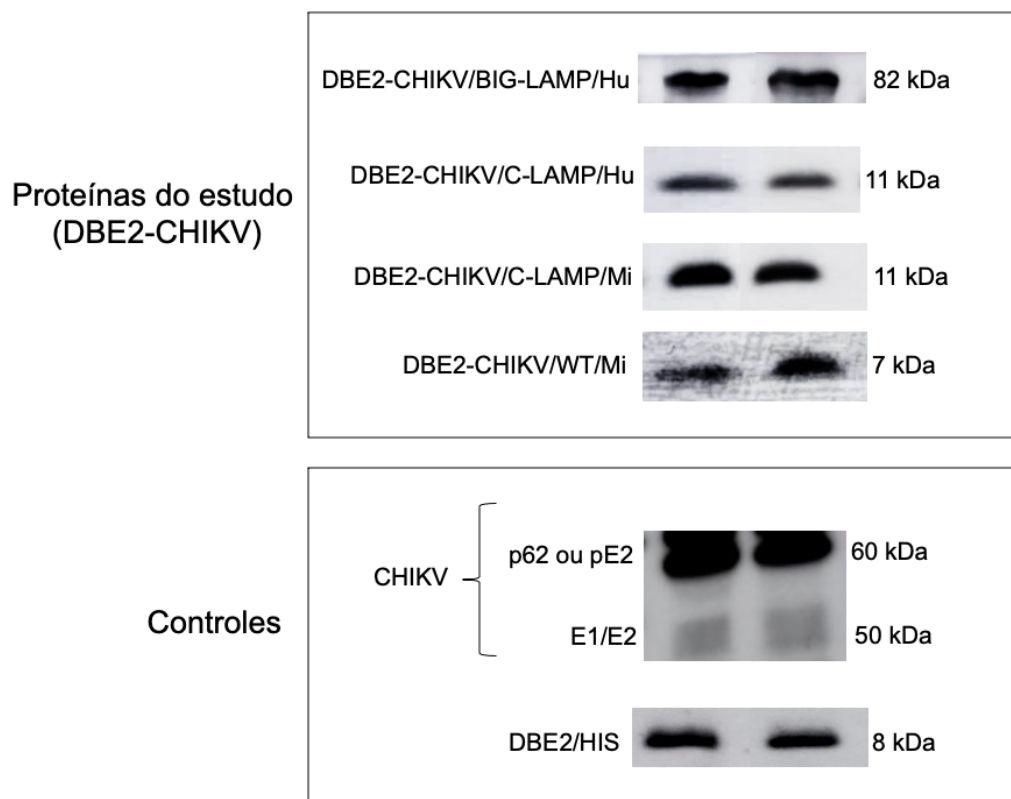 Proteínas do estudo
(DBE2-CHIKV)
DBE2-CHIKV/BIG-LAMP/Hu 82 kDa
DBE2-CHIKV/C-LAMP/Hu 11 kDa
DBE2-CHIKV/C-LAMP/Mi 11 kDa
DBE2-CHIKV/WT/Mi 7 kDa
Controles
CHIKV
p62 ou pE2 60 kDa
E1/E2 50 kDa
DBE2/HIS 8 kDa